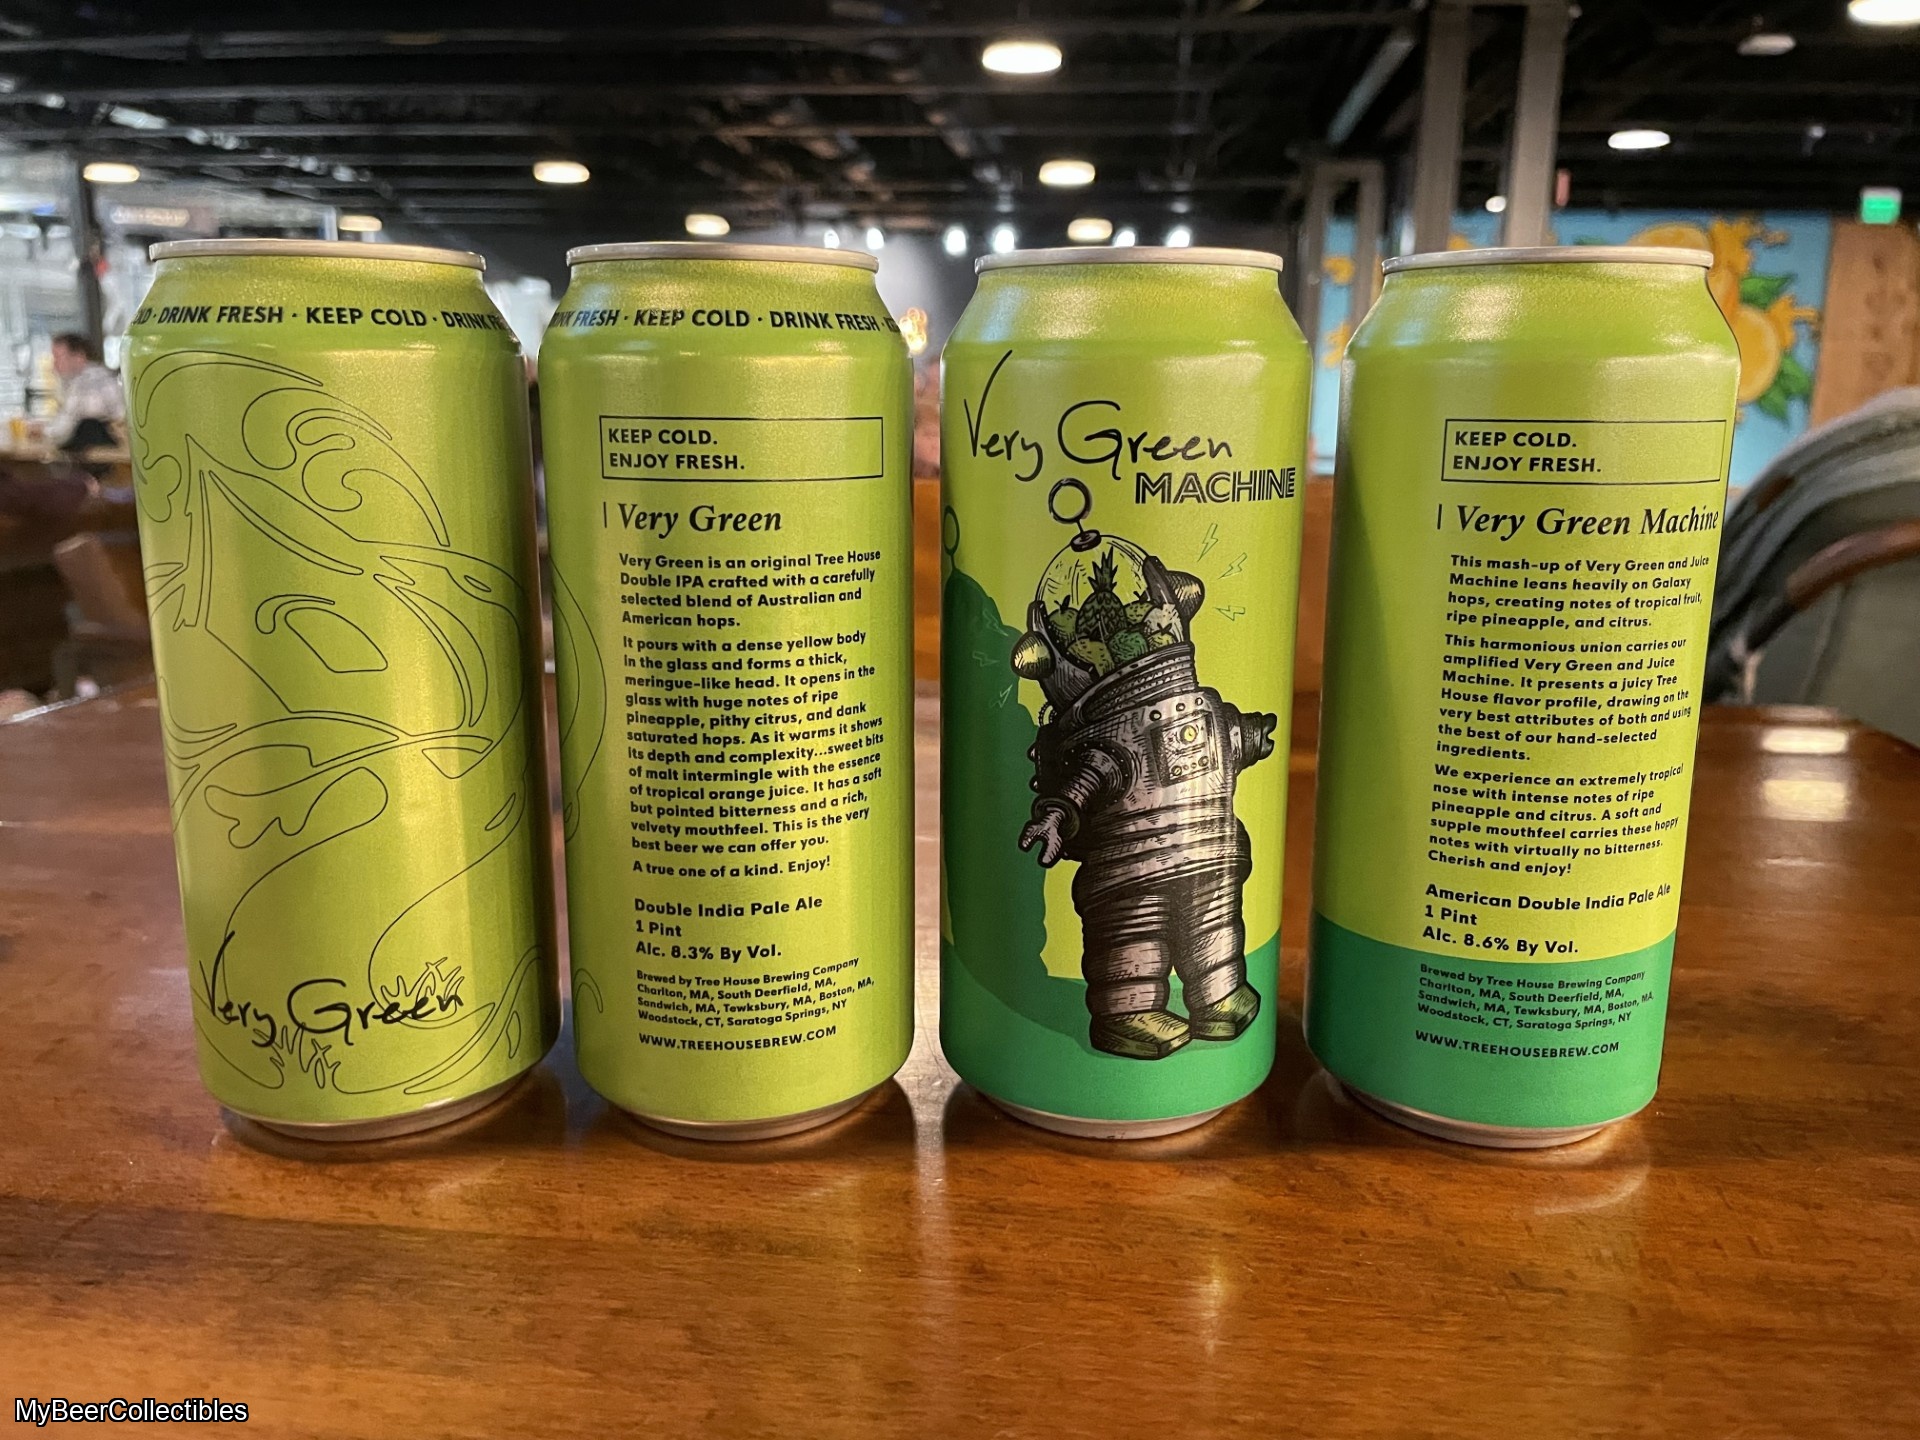 DRINK FRESH · KEEP COLD ·
Very Green
FRESH · KEEP COLD · DRINK FRESH ·
KEEP COLD.
ENJOY FRESH.
Very Green
Very Green is an original Tree House
Double IPA crafted with a carefully
selected blend of Australian and
American hops.
It pours with a dense yellow body
in the glass and forms a thick,
meringue-like head. It opens in the
glass with huge notes of ripe
pineapple, pithy citrus, and dank
saturated hops. As it warms it shows
its depth and complexity...sweet bits
of malt intermingle with the essence
of tropical orange juice. It has a soft
but pointed bitterness and a rich,
velvety mouthfeel. This is the very
best beer we can offer you.
A true one of a kind. Enjoy!
Double India Pale Ale
1 Pint
Alc. 8.3% By Vol.
Brewed by Tree House Brewing Company
Charlton, MA, South Deerfield, MA,
Sandwich, MA, Tewksbury, MA, Boston, MA,
Woodstock, CT, Saratoga Springs, NY
WWW.TREEHOUSEBREW.COM
Very Green
MACHINE
KEEP COLD.
ENJOY FRESH.
Very Green Machine
This mash-up of Very Green and Juice
Machine leans heavily on Galaxy
hops, creating notes of tropical fruit,
ripe pineapple, and citrus.
This harmonious union carries our
amplified Very Green and Juice
Machine. It presents a juicy Tree
House flavor profile, drawing on the
very best attributes of both and using
the best of our hand-selected
ingredients.
We experience an extremely tropical
nose with intense notes of ripe
pineapple and citrus. A soft and
supple mouthfeel carries these hoppy
notes with virtually no bitterness.
Cherish and enjoy!
American Double India Pale Ale
1 Pint
Alc. 8.6% By Vol.
Brewed by Tree House Brewing Company
Charlton, MA, South Deerfield, MA,
Sandwich, MA, Tewksbury, MA, Boston, MA,
Woodstock, CT, Saratoga Springs, NY
WWW.TREEHOUSEBREW.COM
MyBeerCollectibles